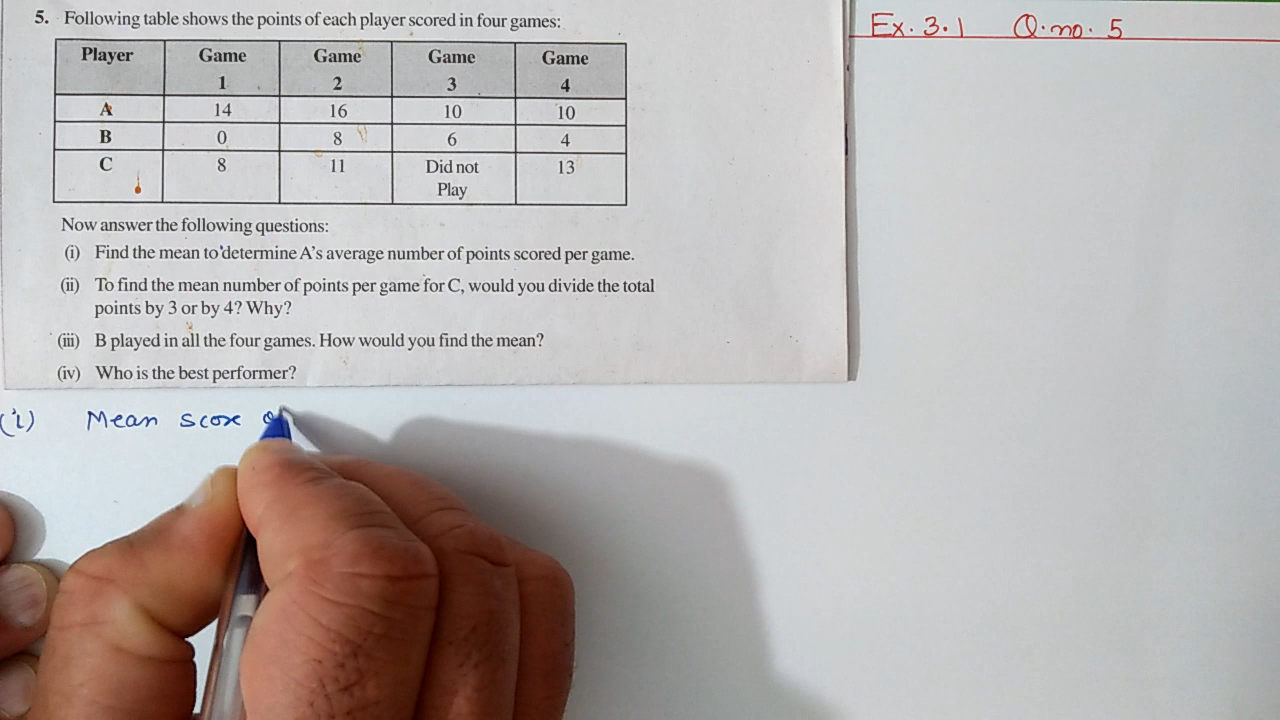 Ex. 3.1 Q.no. 5
5. Following table shows the points of each player scored in four games:
Player Game 1 Game 2 Game 3 Game 4
A 14 16 10 10
B 0 8 6 4
C 8 11 Did not Play 13
Now answer the following questions:
(i) Find the mean to determine A's average number of points scored per game.
(ii) To find the mean number of points per game for C, would you divide the total
points by 3 or by 4? Why?
(iii) B played in all the four games. How would you find the mean?
(iv) Who is the best performer?
(i) Mean score